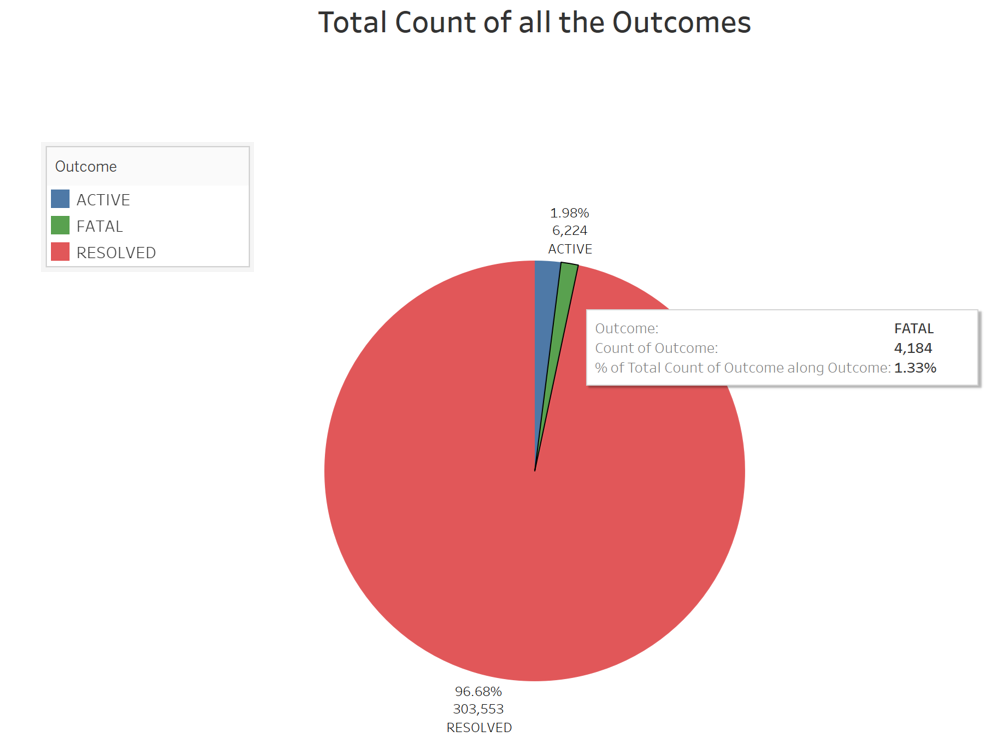 Total Count of all the Outcomes
Outcome
ACTIVE
FATAL
RESOLVED
1.98%
6,224
ACTIVE
Outcome: FATAL
Count of Outcome: 4,184
% of Total Count of Outcome along Outcome: 1.33%
96.68%
303,553
RESOLVED